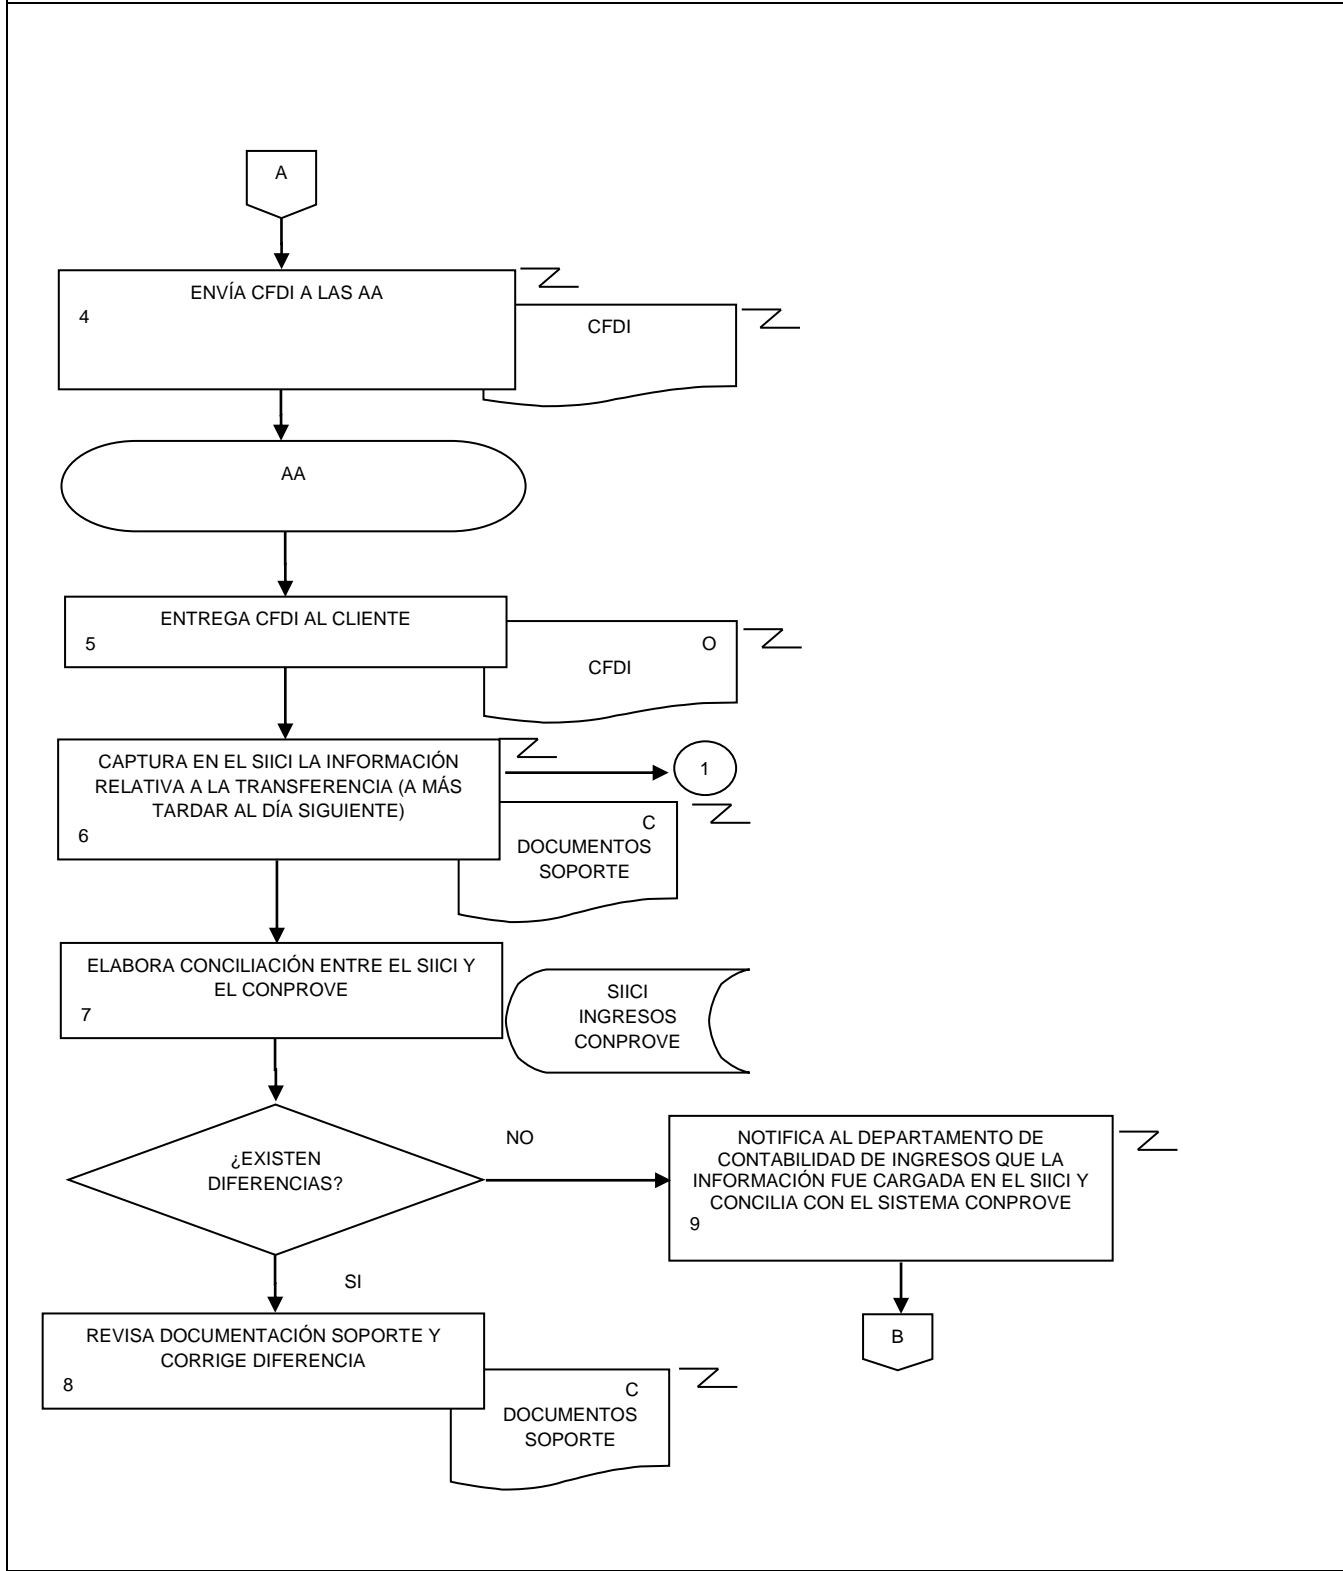 A
ENVÍA CFDI A LAS AA
4
CFDI
AA
ENTREGA CFDI AL CLIENTE
5
O
CFDI
CAPTURA EN EL SIICI LA INFORMACIÓN
RELATIVA A LA TRANSFERENCIA (A MÁS
TARDAR AL DÍA SIGUIENTE)
6
1
C
DOCUMENTOS
SOPORTE
ELABORA CONCILIACIÓN ENTRE EL SIICI Y
EL CONPROVE
7
SIICI
INGRESOS
CONPROVE
¿EXISTEN
DIFERENCIAS?
NO
NOTIFICA AL DEPARTAMENTO DE
CONTABILIDAD DE INGRESOS QUE LA
INFORMACIÓN FUE CARGADA EN EL SIICI Y
CONCILIA CON EL SISTEMA CONPROVE
9
SI
B
REVISA DOCUMENTACIÓN SOPORTE Y
CORRIGE DIFERENCIA
8
C
DOCUMENTOS
SOPORTE